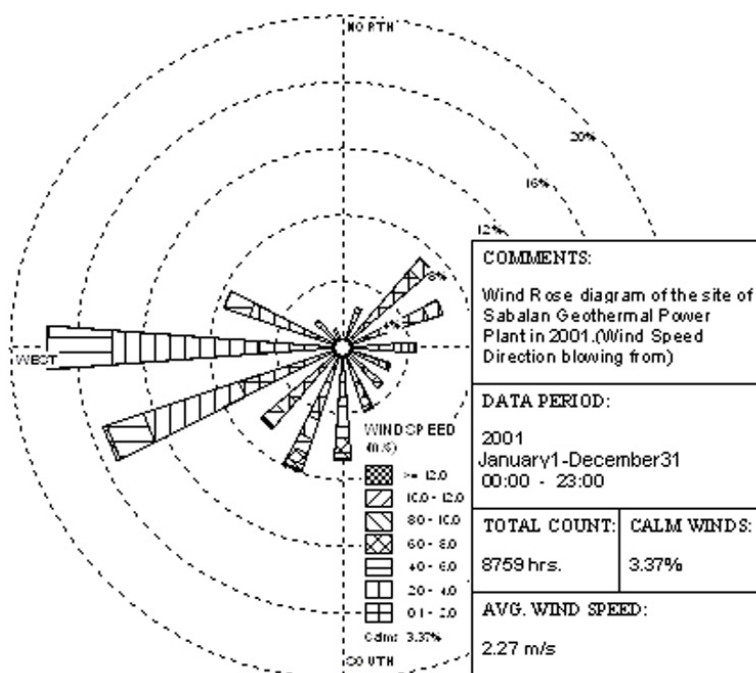 NORTH
20%
16%
12%
8%
4%
WEST
SOUTH
WIND SPEED
(m/s)
>= 12.0
10.0 - 12.0
8.0 - 10.0
6.0 - 8.0
4.0 - 6.0
2.0 - 4.0
0.1 - 2.0
Calms: 3.37%
COMMENTS:
Wind Rose diagram of the site of
Sabalan Geothermal Power
Plant in 2001.(Wind Speed
Direction blowing from)
DATA PERIOD:
2001
January1-December31
00:00 - 23:00
TOTAL COUNT:
8759 hrs.
CALM WINDS:
3.37%
AVG. WIND SPEED:
2.27 m/s